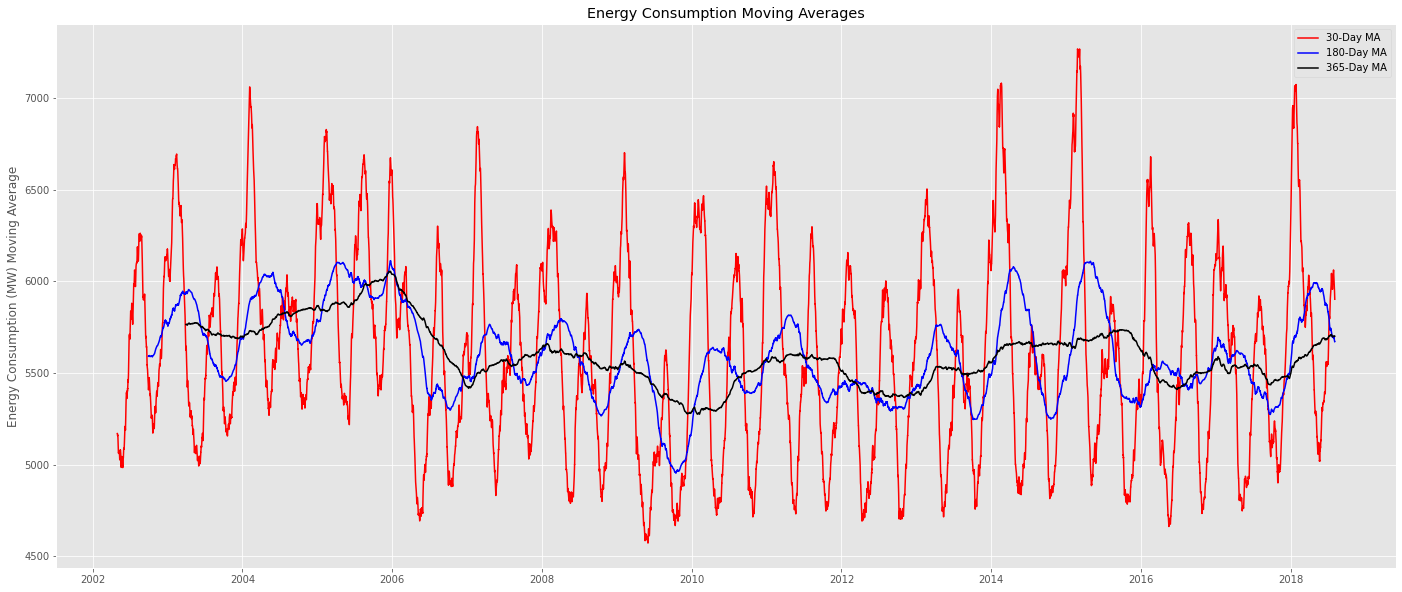 Energy Consumption Moving Averages
30-Day MA
180-Day MA
365-Day MA
Energy Consumption (MW) Moving Average
7000
6500
6000
5500
5000
4500
2002 2004 2006 2008 2010 2012 2014 2016 2018